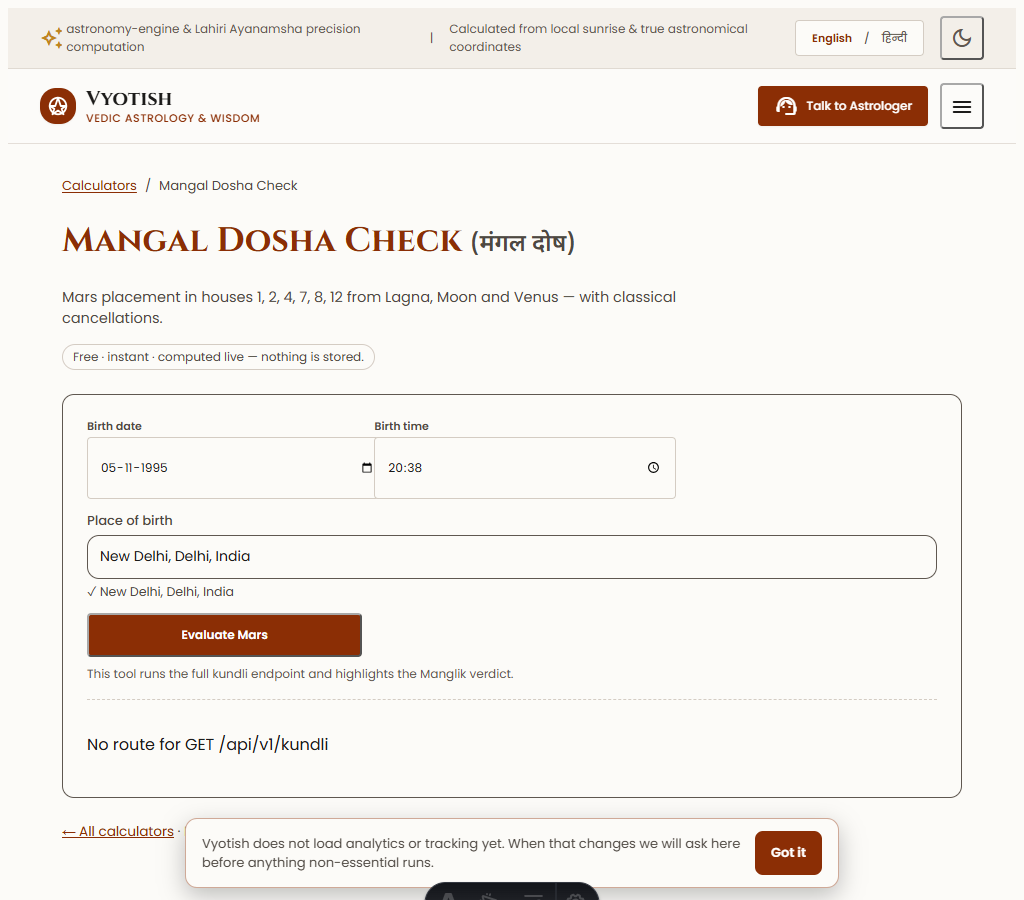 astronomy-engine & Lahiri Ayanamsha precision
computation
|
Calculated from local sunrise & true astronomical
coordinates
English / हिन्दी
Vyotish
VEDIC ASTROLOGY & WISDOM
Talk to Astrologer
Calculators / Mangal Dosha Check
Mangal Dosha Check (मंगल दोष)
Mars placement in houses 1, 2, 4, 7, 8, 12 from Lagna, Moon and Venus — with classical
cancellations.
Free · instant · computed live — nothing is stored.
Birth date Birth time
05-11-1995 20:38
Place of birth
New Delhi, Delhi, India
✓ New Delhi, Delhi, India
Evaluate Mars
This tool runs the full kundli endpoint and highlights the Manglik verdict.
No route for GET /api/v1/kundli
← All calculators ·
Vyotish does not load analytics or tracking yet. When that changes we will ask here
before anything non-essential runs.
Got it